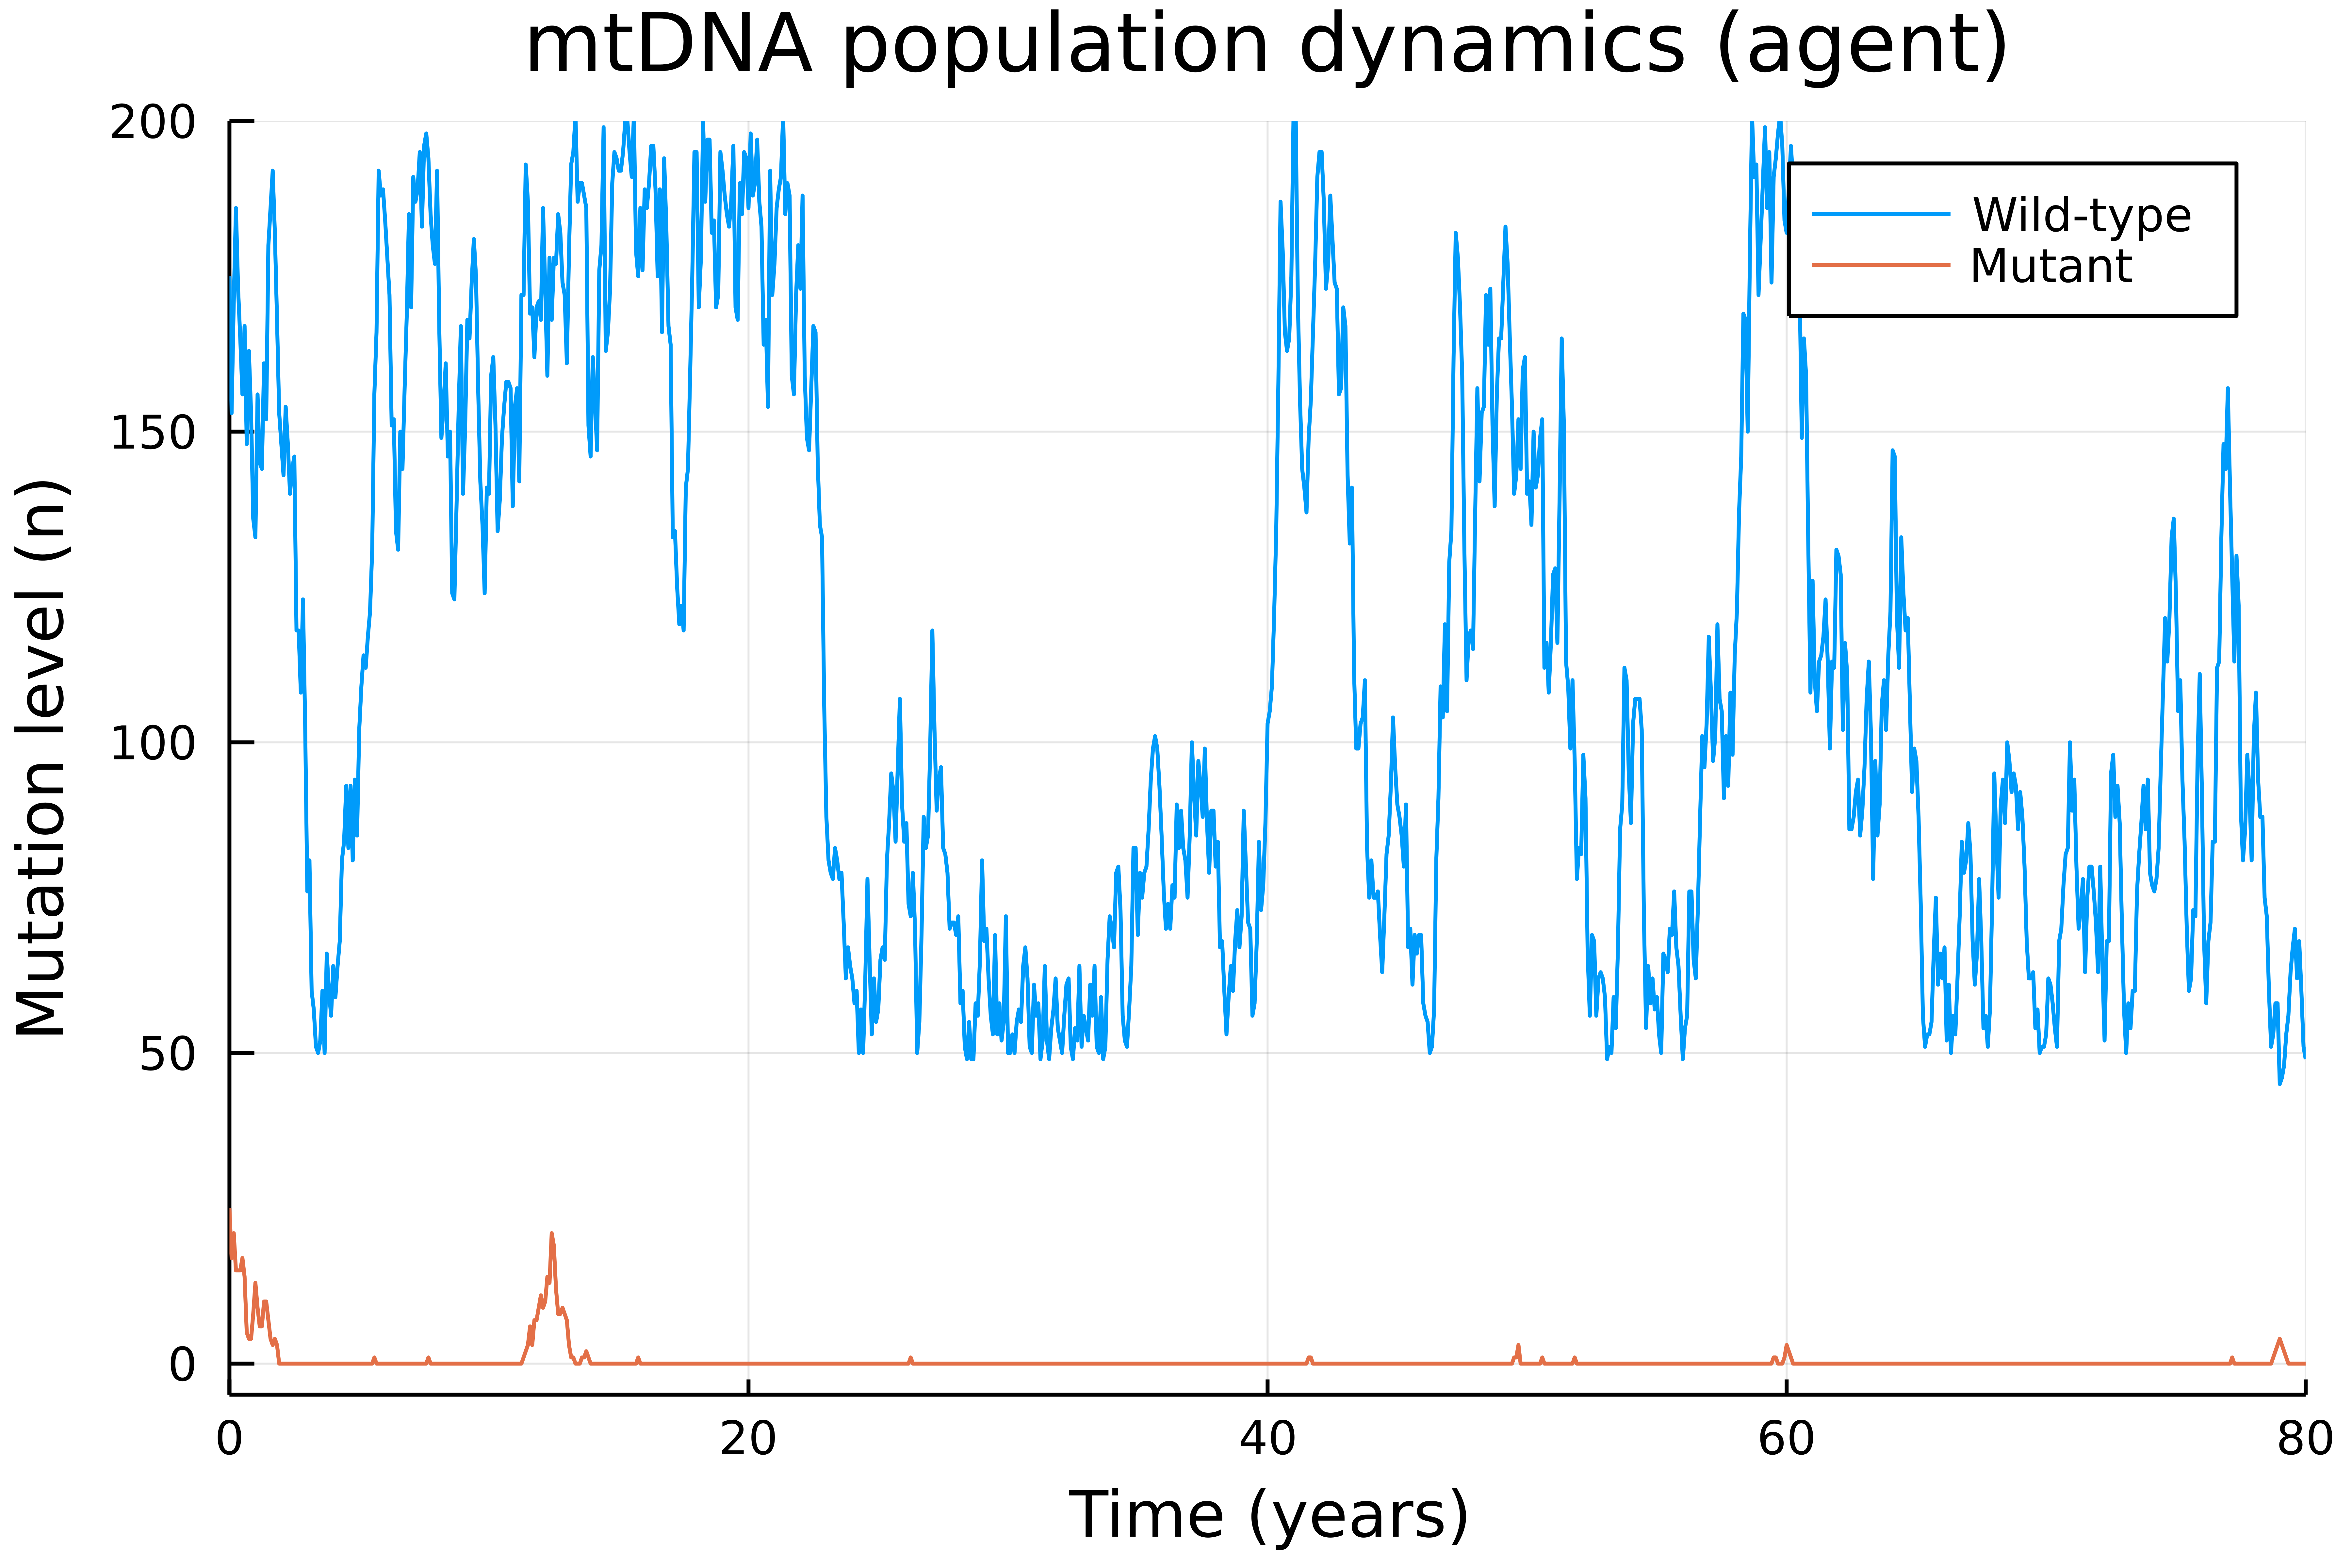 mtDNA population dynamics (agent)
200
150
100
50
0
Mutation level (n)
Wild-type
Mutant
0 20 40 60 80
Time (years)